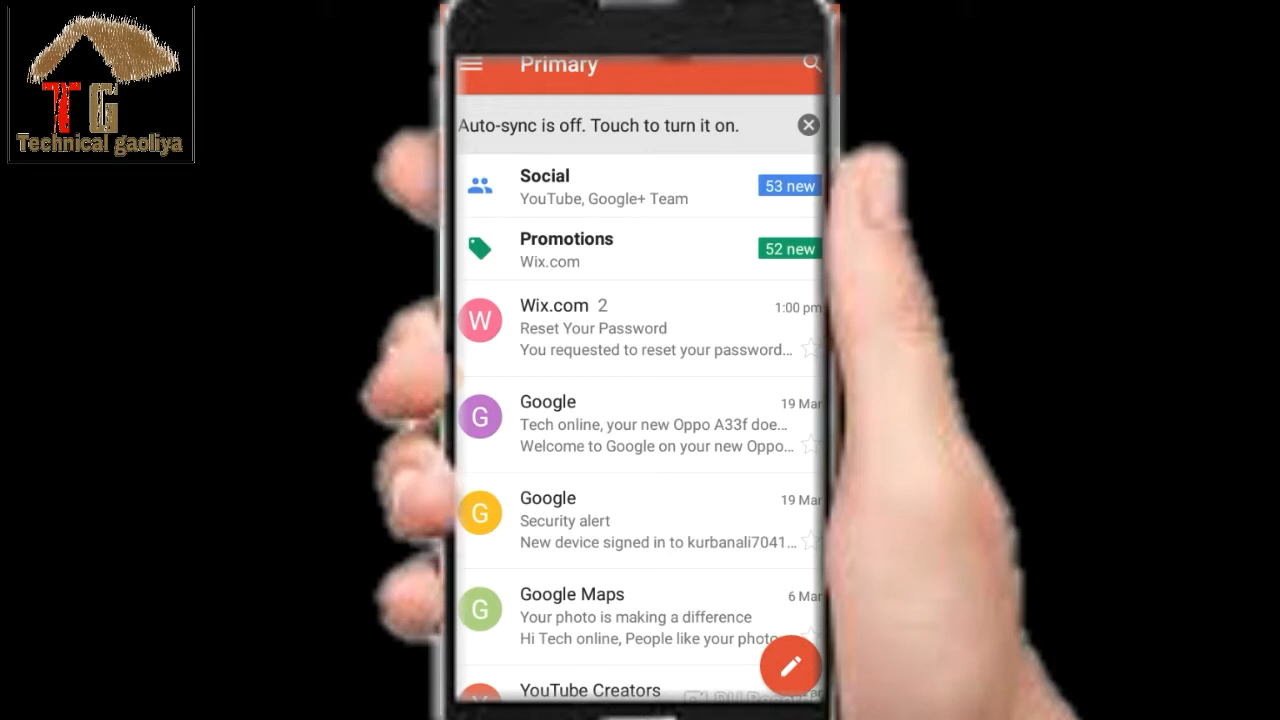 TG
Technical gaoliya
Primary
Auto-sync is off. Touch to turn it on.
Social
53 new
YouTube, Google+ Team
Promotions
52 new
Wix.com
Wix.com 2
1:00 pm
Reset Your Password
You requested to reset your password...
Google
19 Mar
Tech online, your new Oppo A33f doe...
Welcome to Google on your new Oppo...
Google
19 Mar
Security alert
New device signed in to kurbanali7041...
Google Maps
6 Mar
Your photo is making a difference
Hi Tech online, People like your photo
YouTube Creators